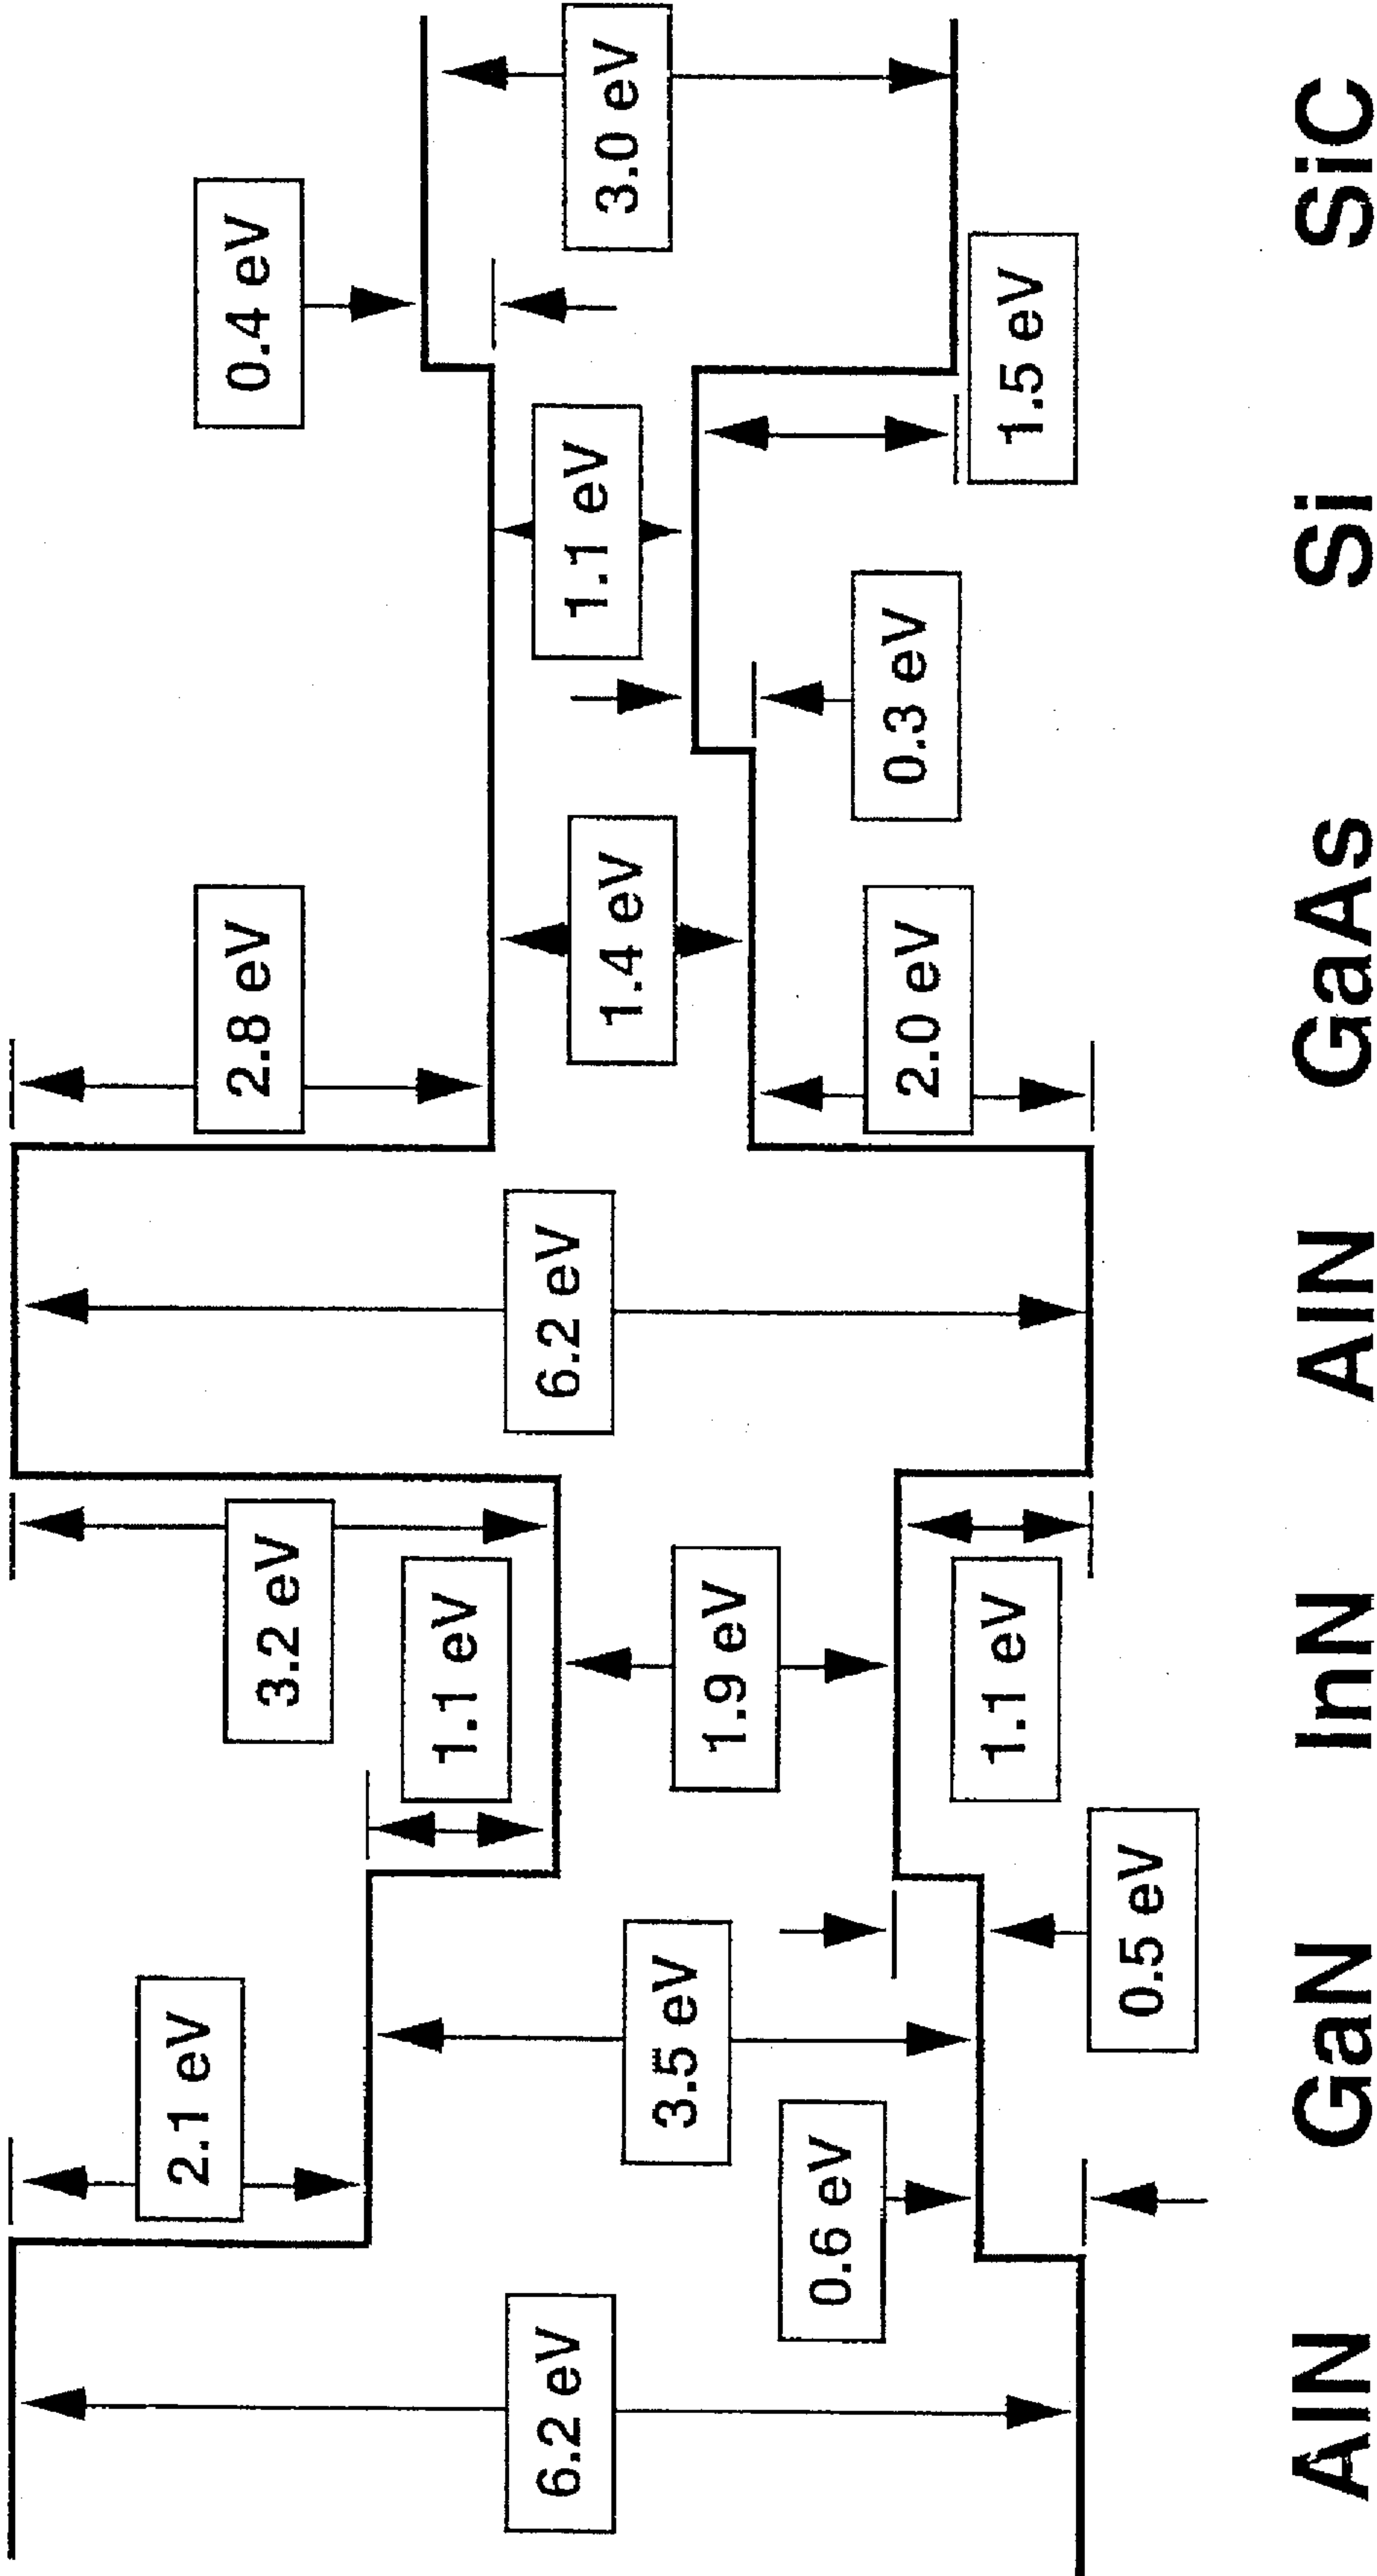 6.2 eV
2.1 eV
0.6 eV
3.5 eV
0.5 eV
1.1 eV
3.2 eV
1.9 eV
1.1 eV
6.2 eV
2.8 eV
2.0 eV
1.4 eV
0.3 eV
1.1 eV
1.5 eV
0.4 eV
3.0 eV
AlN GaN InN AlN GaAs Si SiC